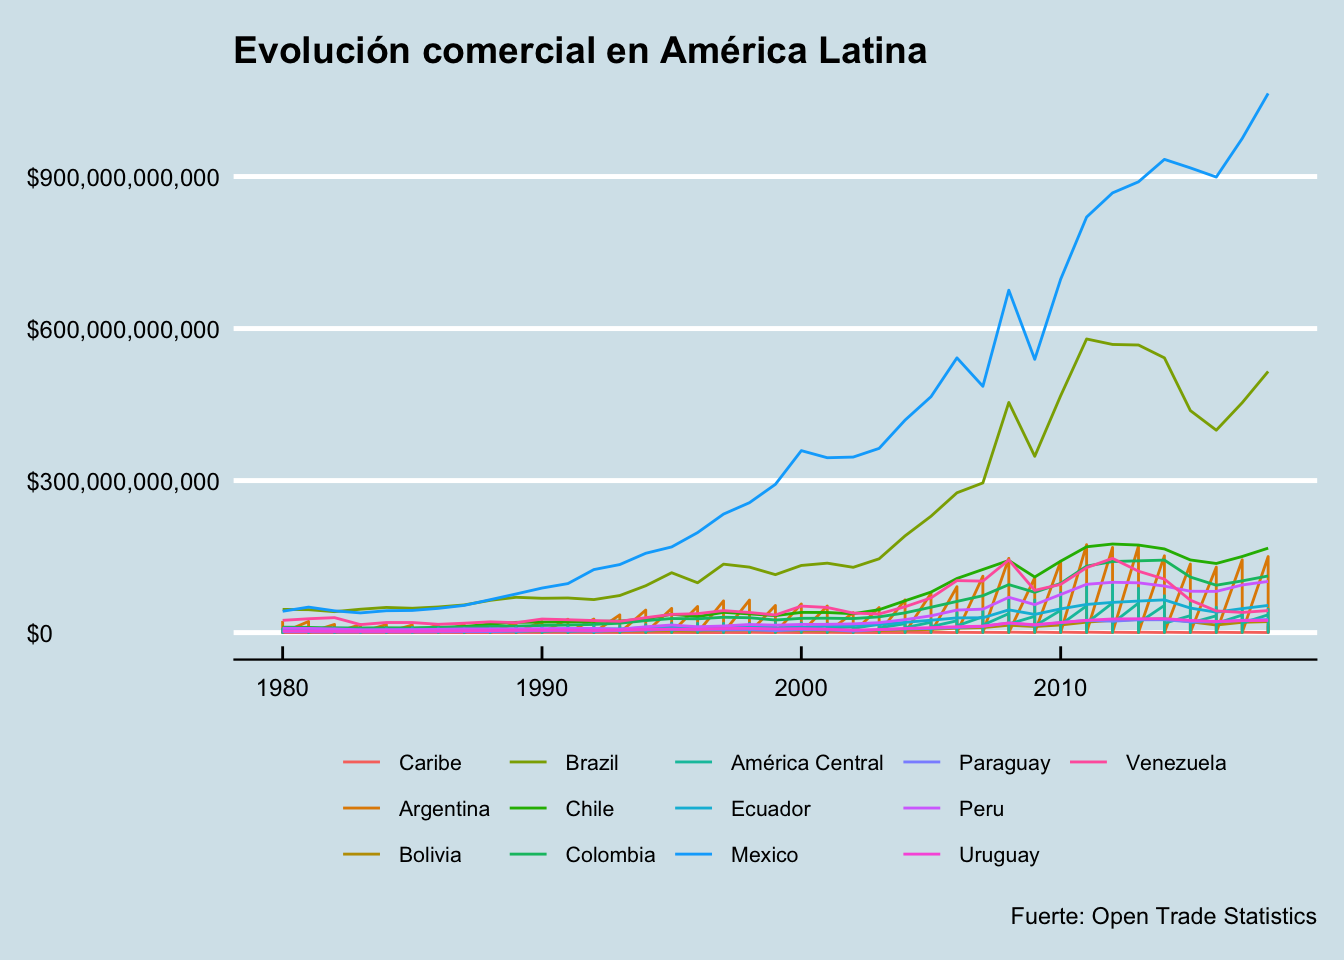 Evolución comercial en América Latina
$900,000,000,000
$600,000,000,000
$300,000,000,000
$0
1980 1990 2000 2010
Caribe Brazil América Central Paraguay Venezuela
Argentina Chile Ecuador Peru
Bolivia Colombia Mexico Uruguay
Fuerte: Open Trade Statistics